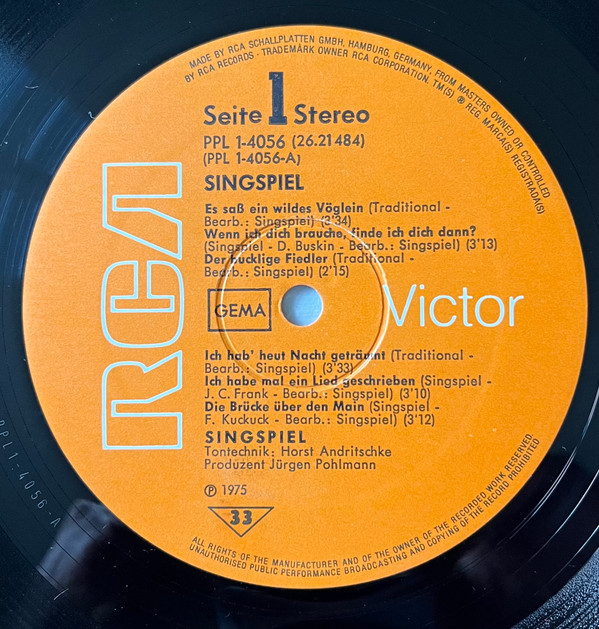 MADE BY RCA SCHALLPLATTEN GMBH, HAMBURG, GERMANY, FROM MASTERS OWNED OR CONTROLLED
BY RCA RECORDS - TRADEMARK OWNER RCA CORPORATION. TM(S) ® REG. MARCA(S) REGISTRADA(S)
Seite 1 Stereo
PPL 1-4056 (26.21484)
(PPL 1-4056-A)
SINGSPIEL
Es saß ein wildes Vöglein (Traditional -
Bearb.: Singspiel) (3'34)
Wenn ich dich brauche, finde ich dich dann?
(Singspiel - D. Buskin - Bearb.: Singspiel) (3'13)
Der bucklige Fiedler (Traditional -
Bearb.: Singspiel) (2'15)
GEMA
RCA
Victor
Ich hab' heut Nacht geträumt (Traditional -
Bearb.: Singspiel) (3'33)
Ich habe mal ein Lied geschrieben (Singspiel -
J. C. Frank - Bearb.: Singspiel) (3'10)
Die Brücke über den Main (Singspiel -
F. Kuckuck - Bearb.: Singspiel) (3'12)
SINGSPIEL
Tontechnik: Horst Andritschke
Produzent Jürgen Pohlmann
℗ 1975
33
ALL RIGHTS OF THE MANUFACTURER AND OF THE OWNER OF THE RECORDED WORK RESERVED
UNAUTHORISED PUBLIC PERFORMANCE BROADCASTING AND COPYING OF THE RECORD PROHIBITED
PPL1-4056-A